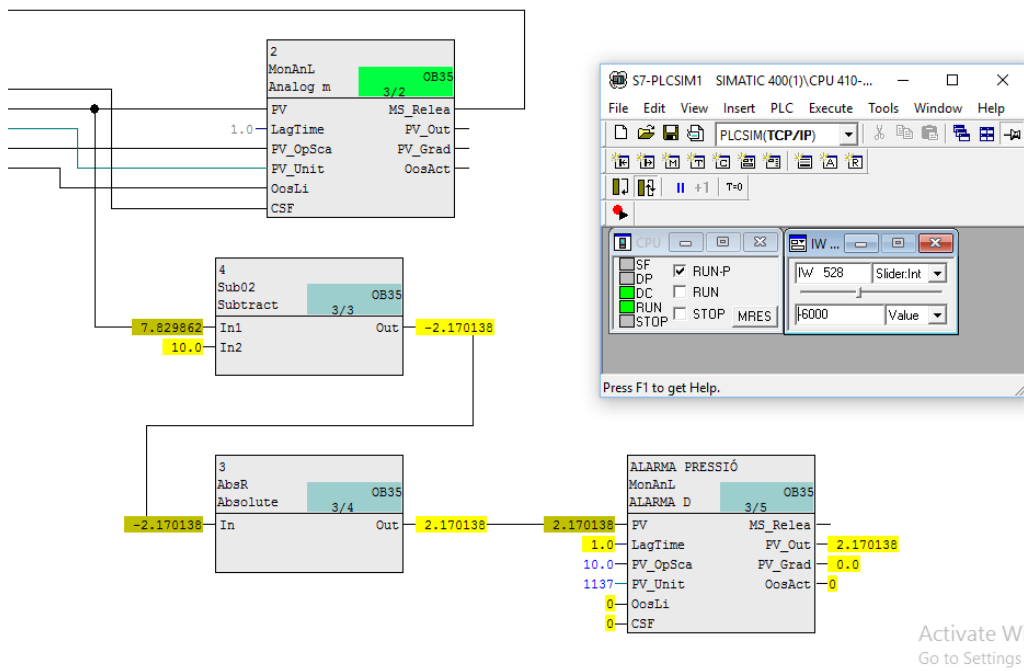 2
MonAnL
Analog m
OB35
3/2
PV
MS_Relea
1.0
LagTime
PV_Out
PV_OpSca
PV_Grad
PV_Unit
OosAct
OosLi
CSF
4
Sub02
Subtract
OB35
3/3
7.829862
In1
Out
-2.170138
10.0
In2
3
AbsR
Absolute
OB35
3/4
-2.170138
In
Out
2.170138
ALARMA PRESSIÓ
MonAnL
ALARMA D
OB35
3/5
2.170138
PV
MS_Relea
1.0
LagTime
PV_Out
2.170138
10.0
PV_OpSca
PV_Grad
0.0
1137
PV_Unit
OosAct
0
0
OosLi
0
CSF
S7-PLCSIM1 SIMATIC 400(1)\CPU 410-...
File Edit View Insert PLC Execute Tools Window Help
PLCSIM(TCP/IP)
+1 T=0
CPU
SF
DP
DC
RUN
STOP
RUN-P
RUN
STOP
MRES
IW ...
IW 528
Slider:Int
-6000
Value
Press F1 to get Help.
Activate W
Go to Settings